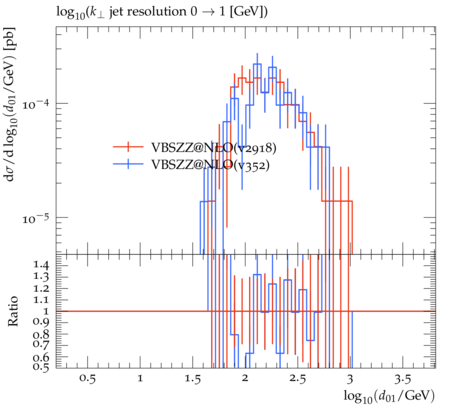 log₁₀(k⊥ jet resolution 0 → 1 [GeV])
dσ/d log₁₀(d₀₁/GeV) [pb]
10⁻⁴
VBSZZ@NLO(v2918)
VBSZZ@NLO(v352)
10⁻⁵
Ratio
1.4
1.3
1.2
1.1
1
0.9
0.8
0.7
0.6
0.5
0.5 1 1.5 2 2.5 3 3.5
log₁₀(d₀₁/GeV)